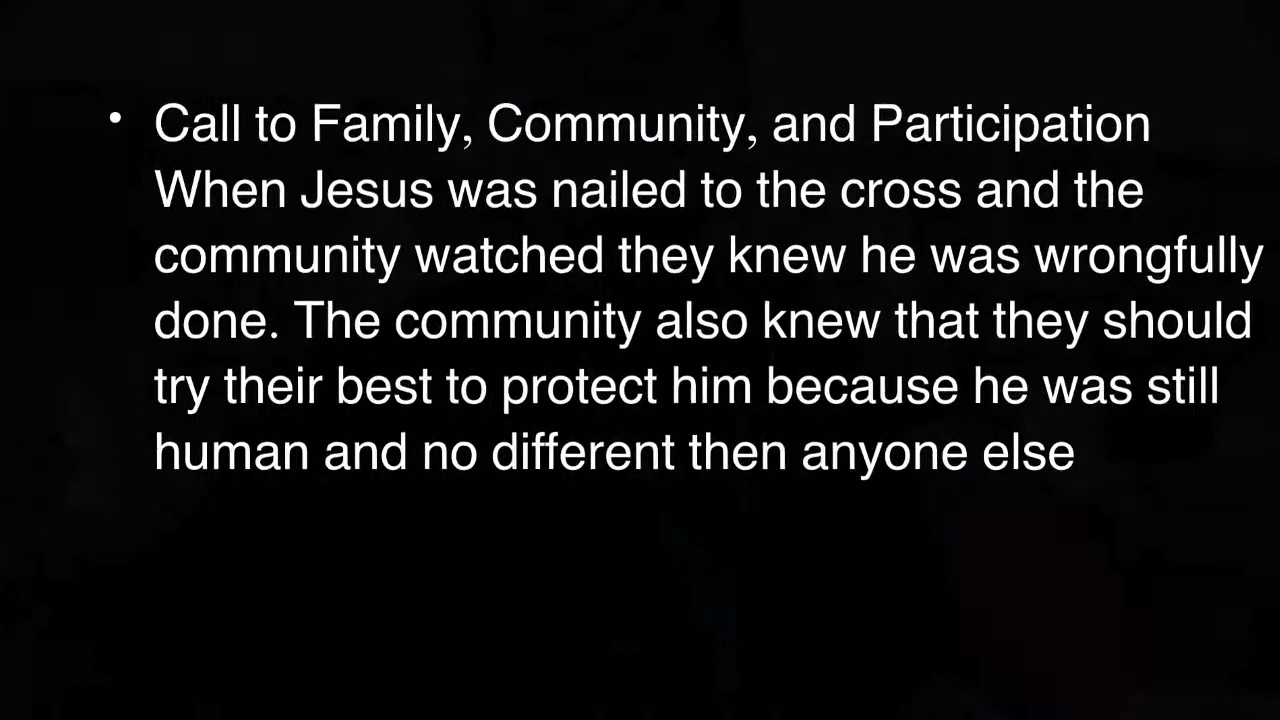 • Call to Family, Community, and Participation
When Jesus was nailed to the cross and the
community watched they knew he was wrongfully
done. The community also knew that they should
try their best to protect him because he was still
human and no different then anyone else